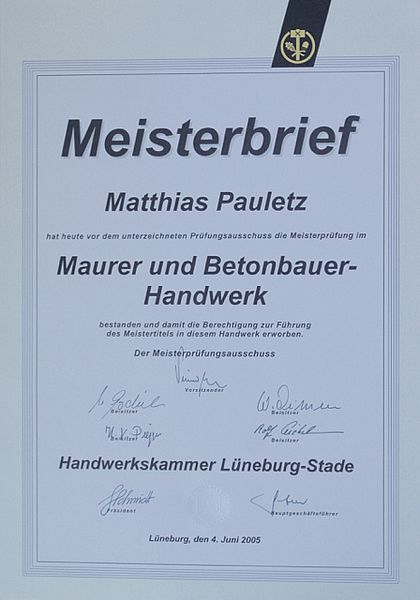 Meisterbrief
Matthias Pauletz
hat heute vor dem unterzeichneten Prüfungsausschuss die Meisterprüfung im
Maurer und Betonbauer-
Handwerk
bestanden und damit die Berechtigung zur Führung
des Meistertitels in diesem Handwerk erworben.
Der Meisterprüfungsausschuss
Vorsitzender
Beisitzer Beisitzer
Beisitzer Beisitzer
Handwerkskammer Lüneburg-Stade
Schmidt
Präsident Hauptgeschäftsführer
Lüneburg, den 4. Juni 2005